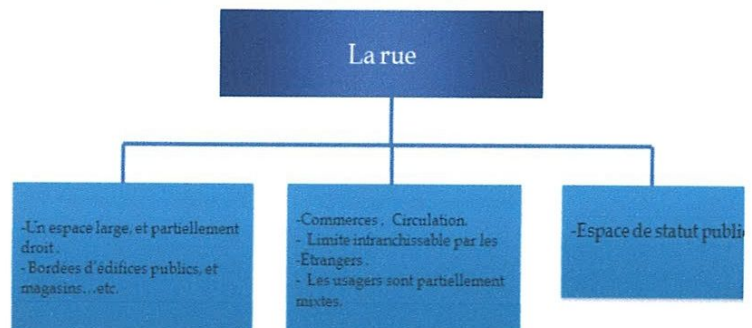 La rue
-Un espace large, et partiellement
droit .
- Bordées d'édifices publics, et
magasins...etc.
-Commerces . Circulation.
- Limite intranchissable par les
-Etrangers .
- Les usagers sont partiellement
mixtes.
-Espace de statut publi